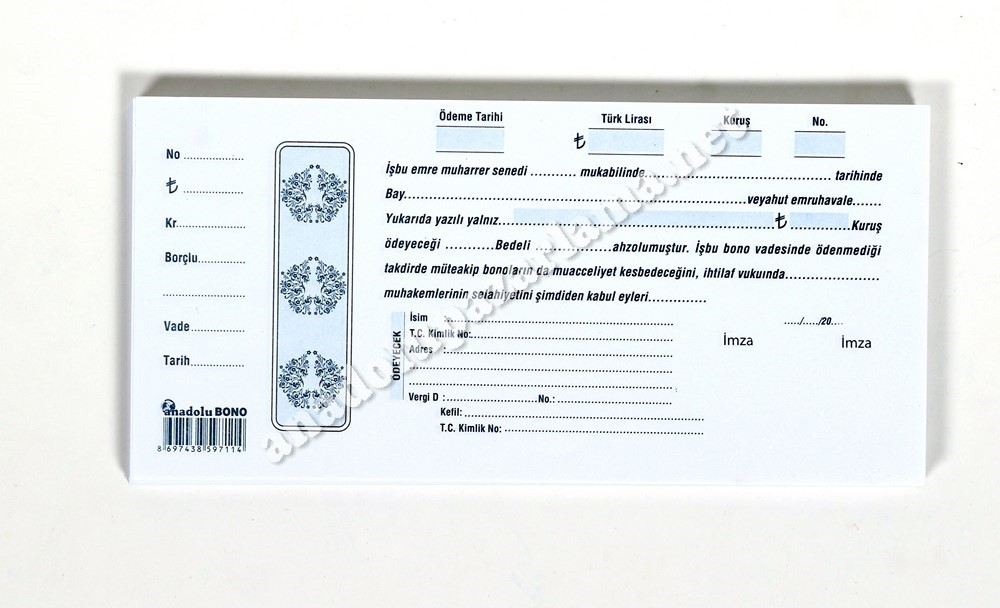 No ..................
₺ ..................
Kr..................
Borçlu..............
........................
Vade ................
Tarih................
anadolu BONO
8 697438 597114
Ödeme Tarihi Türk Lirası Kuruş No.
₺
İşbu emre muharrer senedi ........... mukabilinde............................................ tarihinde
Bay.................................................................................veyahut emruhavale.......
Yukarıda yazılı yalnız..................................................................₺ ................Kuruş
ödeyeceği ............Bedeli ..................ahzolumuştur. İşbu bono vadesinde ödenmediği
takdirde müteakip bonoların da muacceliyet kesbedeceğini, ihtilaf vukuında......................
muhakemlerinin selahiyetini şimdiden kabul eyleri..............
ÖDEYECEK
İsim :..................................................
T.C. Kimlik No:..................................................
Adres :..................................................
..................................................
..................................................
Vergi D :........................No.:..............................
Kefil: ..................................................
T.C. Kimlik No: ..................................................
...../...../20....
İmza İmza
anadolupazarlama.net